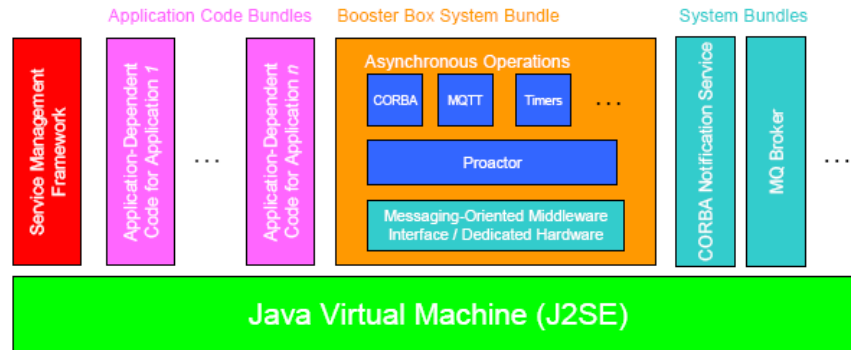 Application Code Bundles
Booster Box System Bundle
System Bundles
Service Management
Framework
Application-Dependent
Code for Application 1
...
Application-Dependent
Code for Application n
Asynchronous Operations
CORBA
MQTT
Timers
...
Proactor
Messaging-Oriented Middleware
Interface / Dedicated Hardware
CORBA Notification Service
MQ Broker
...
Java Virtual Machine (J2SE)